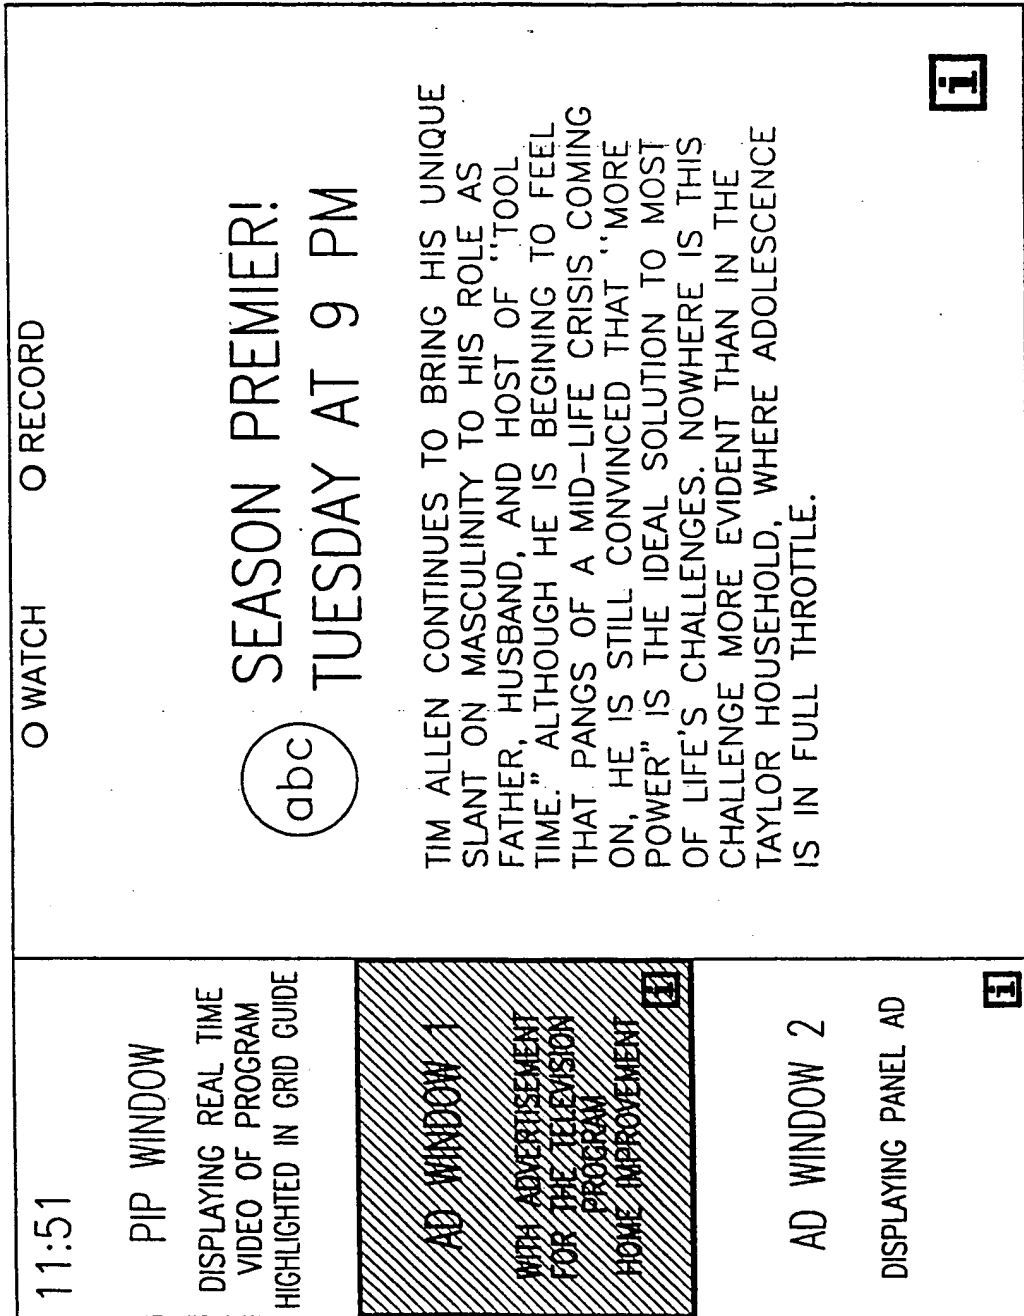 11:51
PIP WINDOW
DISPLAYING REAL TIME
VIDEO OF PROGRAM
HIGHLIGHTED IN GRID GUIDE
AD WINDOW 1
WITH ADVERTISEMENT
FOR THE TELEVISION
PROGRAM
HOME IMPROVEMENT
i
AD WINDOW 2
DISPLAYING PANEL AD
i
O WATCH O RECORD
abc
SEASON PREMIER!
TUESDAY AT 9 PM
TIM ALLEN CONTINUES TO BRING HIS UNIQUE
SLANT ON MASCULINITY TO HIS ROLE AS
FATHER, HUSBAND, AND HOST OF ''TOOL
TIME." ALTHOUGH HE IS BEGINING TO FEEL
THAT PANGS OF A MID-LIFE CRISIS COMING
ON, HE IS STILL CONVINCED THAT ''MORE
POWER" IS THE IDEAL SOLUTION TO MOST
OF LIFE'S CHALLENGES. NOWHERE IS THIS
CHALLENGE MORE EVIDENT THAN IN THE
TAYLOR HOUSEHOLD, WHERE ADOLESCENCE
IS IN FULL THROTTLE.
i